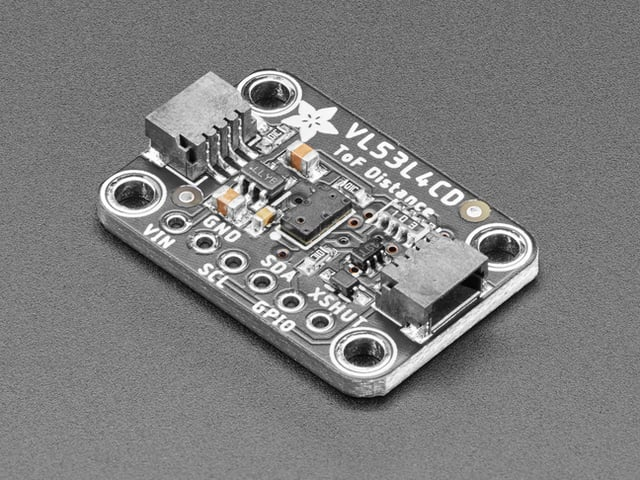 VL53L4CD
ToF Distance
VIN
GND
SCL
SDA
GPIO
XSHUT